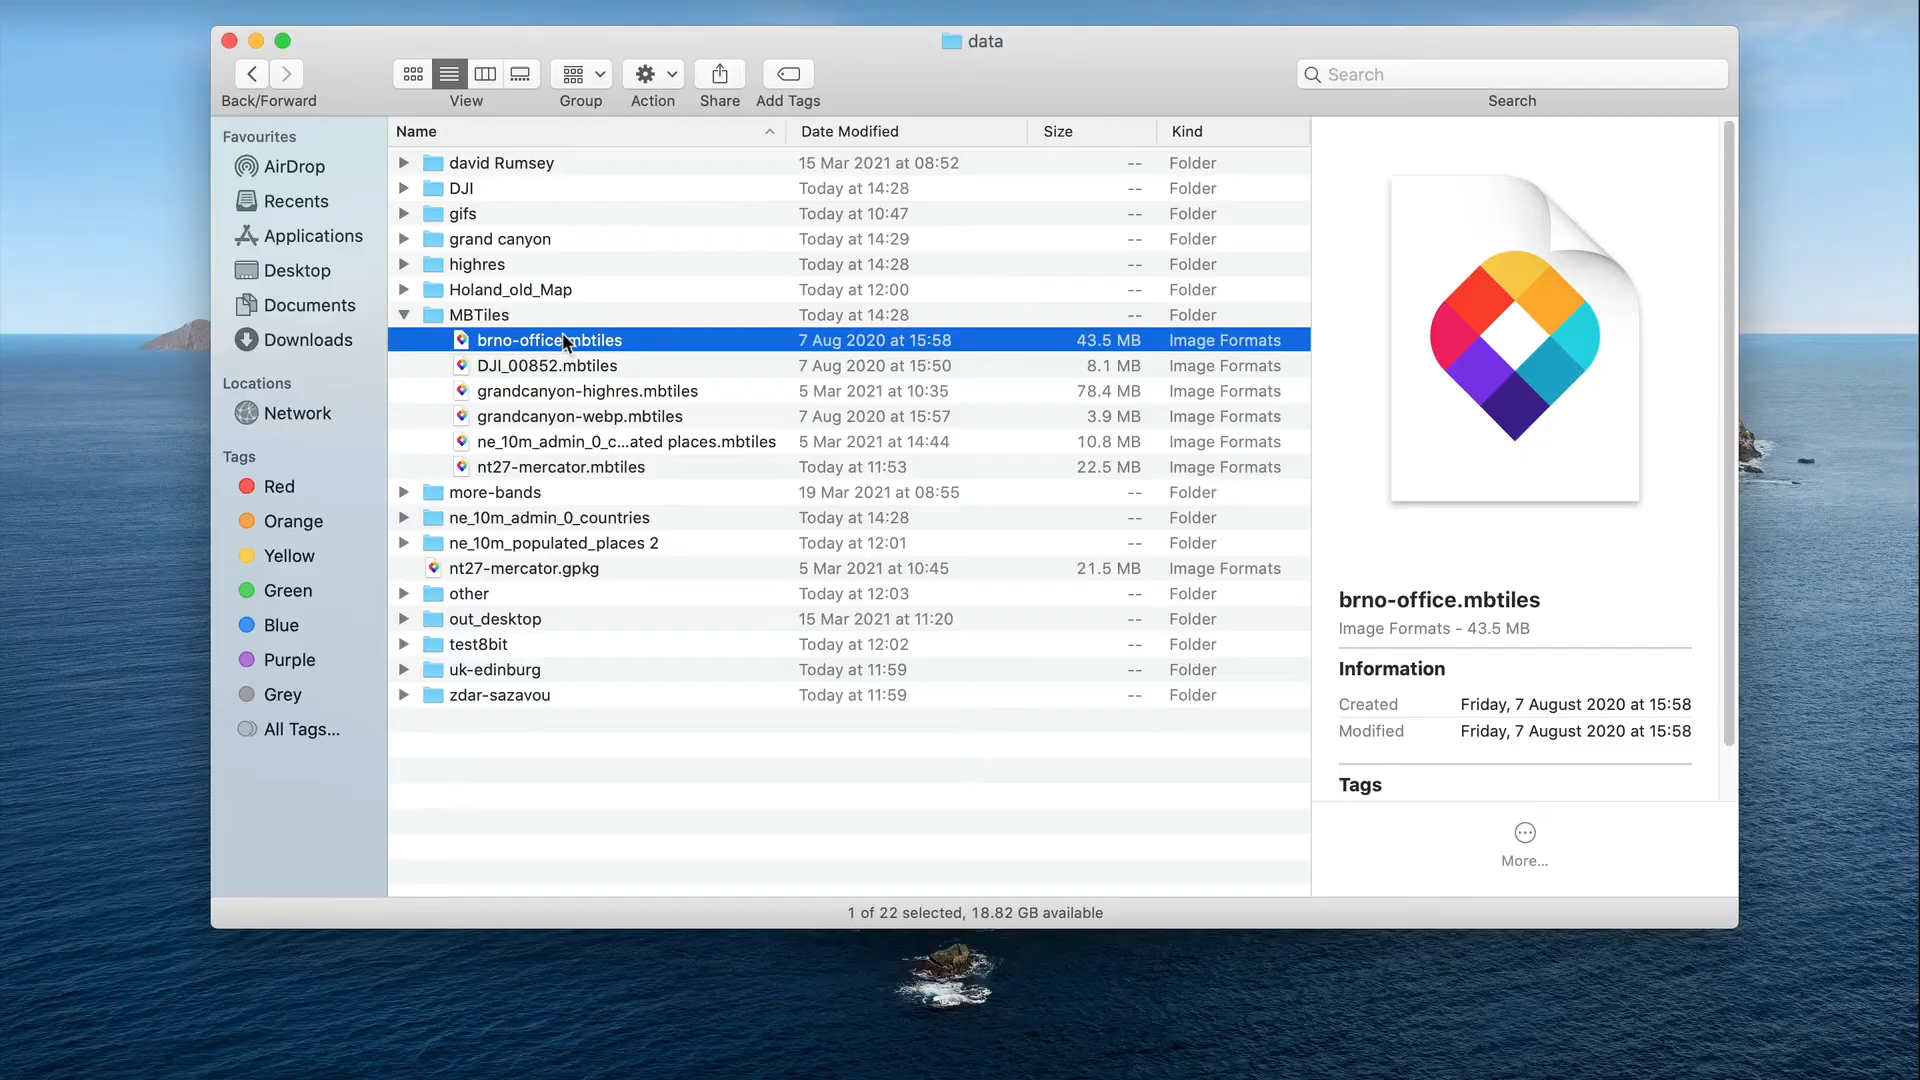 data
Search
Back/Forward
View
Group
Action
Share
Add Tags
Search
Favourites
AirDrop
Recents
Applications
Desktop
Documents
Downloads
Locations
Network
Tags
Red
Orange
Yellow
Green
Blue
Purple
Grey
All Tags...
Name Date Modified Size Kind
david Rumsey 15 Mar 2021 at 08:52 -- Folder
DJI Today at 14:28 -- Folder
gifs Today at 10:47 -- Folder
grand canyon Today at 14:29 -- Folder
highres Today at 14:28 -- Folder
Holand_old_Map Today at 12:00 -- Folder
MBTiles Today at 14:28 -- Folder
brno-office.mbtiles 7 Aug 2020 at 15:58 43.5 MB Image Formats
DJI_00852.mbtiles 7 Aug 2020 at 15:50 8.1 MB Image Formats
grandcanyon-highres.mbtiles 5 Mar 2021 at 10:35 78.4 MB Image Formats
grandcanyon-webp.mbtiles 7 Aug 2020 at 15:57 3.9 MB Image Formats
ne_10m_admin_0_c...ated places.mbtiles 5 Mar 2021 at 14:44 10.8 MB Image Formats
nt27-mercator.mbtiles Today at 11:53 22.5 MB Image Formats
more-bands 19 Mar 2021 at 08:55 -- Folder
ne_10m_admin_0_countries Today at 14:28 -- Folder
ne_10m_populated_places 2 Today at 12:01 -- Folder
nt27-mercator.gpkg 5 Mar 2021 at 10:45 21.5 MB Image Formats
other Today at 12:03 -- Folder
out_desktop 15 Mar 2021 at 11:20 -- Folder
test8bit Today at 12:02 -- Folder
uk-edinburg Today at 11:59 -- Folder
zdar-sazavou Today at 11:59 -- Folder
brno-office.mbtiles
Image Formats - 43.5 MB
Information
Created Friday, 7 August 2020 at 15:58
Modified Friday, 7 August 2020 at 15:58
Tags
More...
1 of 22 selected, 18.82 GB available